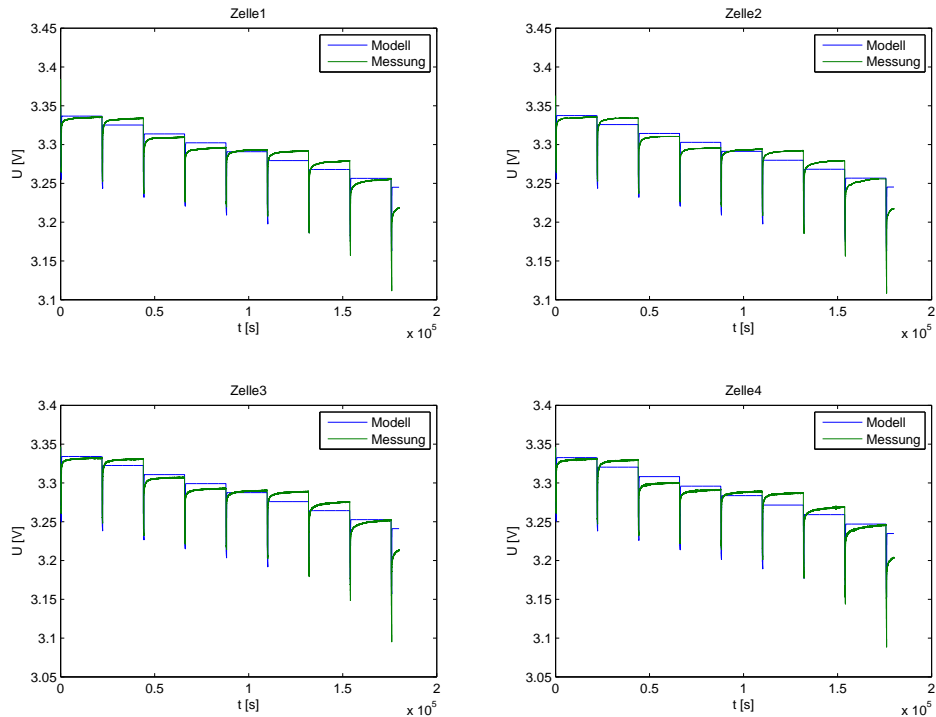 Zelle1
3.45
3.4
3.35
3.3
3.25
3.2
3.15
3.1
U [V]
0
0.5
1
1.5
2
x 10^5
t [s]
Modell
Messung
Zelle2
3.45
3.4
3.35
3.3
3.25
3.2
3.15
3.1
U [V]
0
0.5
1
1.5
2
x 10^5
t [s]
Modell
Messung
Zelle3
3.4
3.35
3.3
3.25
3.2
3.15
3.1
3.05
U [V]
0
0.5
1
1.5
2
x 10^5
t [s]
Modell
Messung
Zelle4
3.4
3.35
3.3
3.25
3.2
3.15
3.1
3.05
U [V]
0
0.5
1
1.5
2
x 10^5
t [s]
Modell
Messung